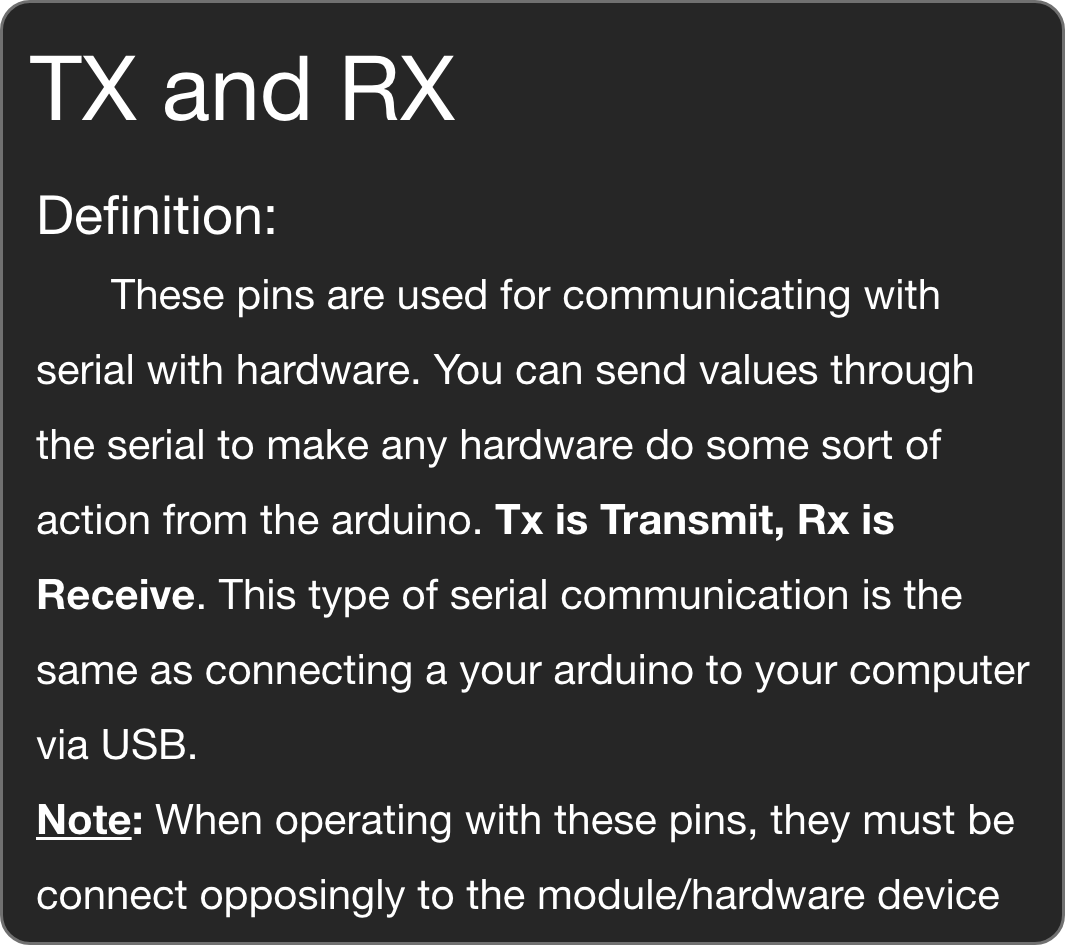 TX and RX
Definition:
These pins are used for communicating with
serial with hardware. You can send values through
the serial to make any hardware do some sort of
action from the arduino. Tx is Transmit, Rx is
Receive. This type of serial communication is the
same as connecting a your arduino to your computer
via USB.
Note: When operating with these pins, they must be
connect opposingly to the module/hardware device